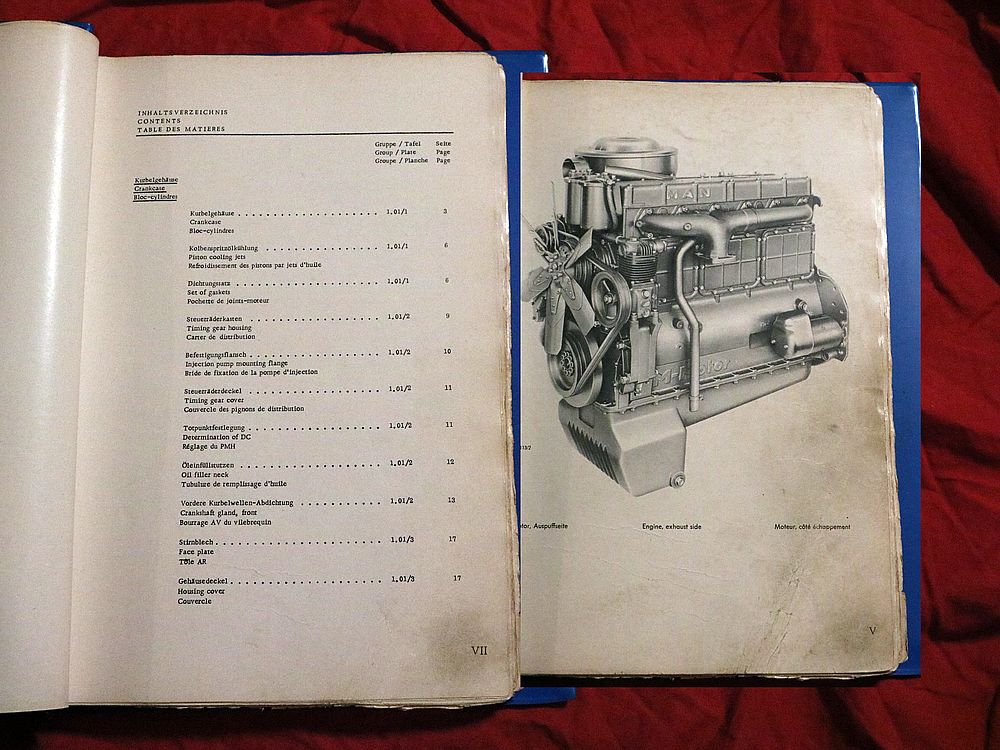 INHALTSVERZEICHNIS
CONTENTS
TABLE DES MATIERES
Gruppe / Tafel Seite
Group / Plate Page
Groupe / Planche Page
Kurbelgehäuse
Crankcase
Bloc-cylindres
Kurbelgehäuse . . . . . . . . . . . . . . . . . . . . . 1.01/1 3
Crankcase
Bloc-cylindres
Kolbenspritzölkühlung . . . . . . . . . . . . . . . . . 1.01/1 6
Piston cooling jets
Refroidissement des pistons par jets d'huile
Dichtungssatz . . . . . . . . . . . . . . . . . . . . . 1.01/1 6
Set of gaskets
Pochette de joints-moteur
Steuerräderkasten . . . . . . . . . . . . . . . . . . . 1.01/2 9
Timing gear housing
Carter de distribution
Befestigungsflansch . . . . . . . . . . . . . . . . . . 1.01/2 10
Injection pump mounting flange
Bride de fixation de la pompe d'injection
Steuerräderdeckel . . . . . . . . . . . . . . . . . . . 1.01/2 11
Timing gear cover
Couvercle des pignons de distribution
Totpunktfestlegung . . . . . . . . . . . . . . . . . . . 1.01/2 11
Determination of DC
Réglage du PMH
Öleinfüllstutzen . . . . . . . . . . . . . . . . . . . . 1.01/2 12
Oil filler neck
Tubulure de remplissage d'huile
Vordere Kurbelwellen-Abdichtung . . . . . . . . . . . . 1.01/2 13
Crankshaft gland, front
Bourrage AV du vilebrequin
Stirnblech . . . . . . . . . . . . . . . . . . . . . . . 1.01/3 17
Face plate
Tôle AR
Gehäusedeckel . . . . . . . . . . . . . . . . . . . . . 1.01/3 17
Housing cover
Couvercle
VII
MAN
M-Motor
Auspuffseite Engine, exhaust side Moteur, côté échappement
V